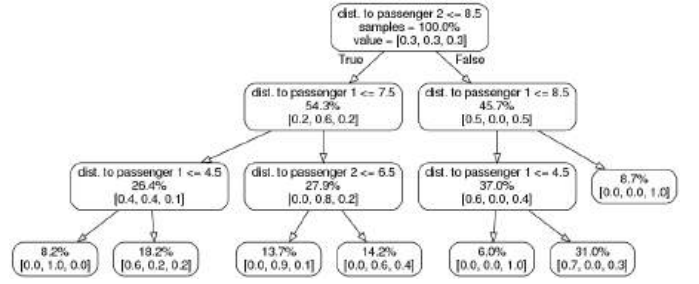 dist. to passenger 2 <= 8.5
samples = 100.0%
value = [0.3, 0.3, 0.3]
True
False
dist. to passenger 1 <= 7.5
54.3%
[0.2, 0.6, 0.2]
dist. to passenger 1 <= 8.5
45.7%
[0.5, 0.0, 0.5]
dist. to passenger 1 <= 4.5
26.4%
[0.4, 0.4, 0.1]
dist. to passenger 2 <= 6.5
27.9%
[0.0, 0.8, 0.2]
dist. to passenger 1 <= 4.5
37.0%
[0.6, 0.0, 0.4]
8.7%
[0.0, 0.0, 1.0]
8.2%
[0.0, 1.0, 0.0]
18.2%
[0.6, 0.2, 0.2]
13.7%
[0.0, 0.9, 0.1]
14.2%
[0.0, 0.6, 0.4]
6.0%
[0.0, 0.0, 1.0]
31.0%
[0.7, 0.0, 0.3]